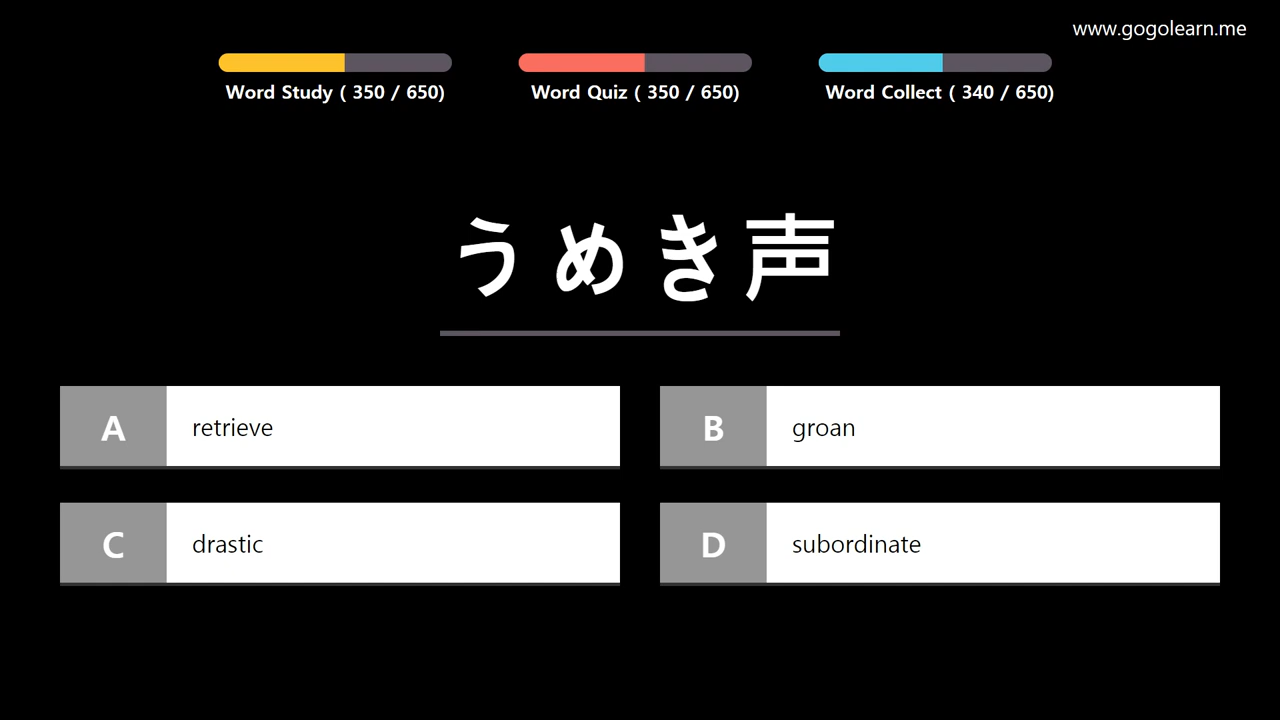 www.gogolearn.me
Word Study ( 350 / 650)
Word Quiz ( 350 / 650)
Word Collect ( 340 / 650)
うめき声
A retrieve
B groan
C drastic
D subordinate